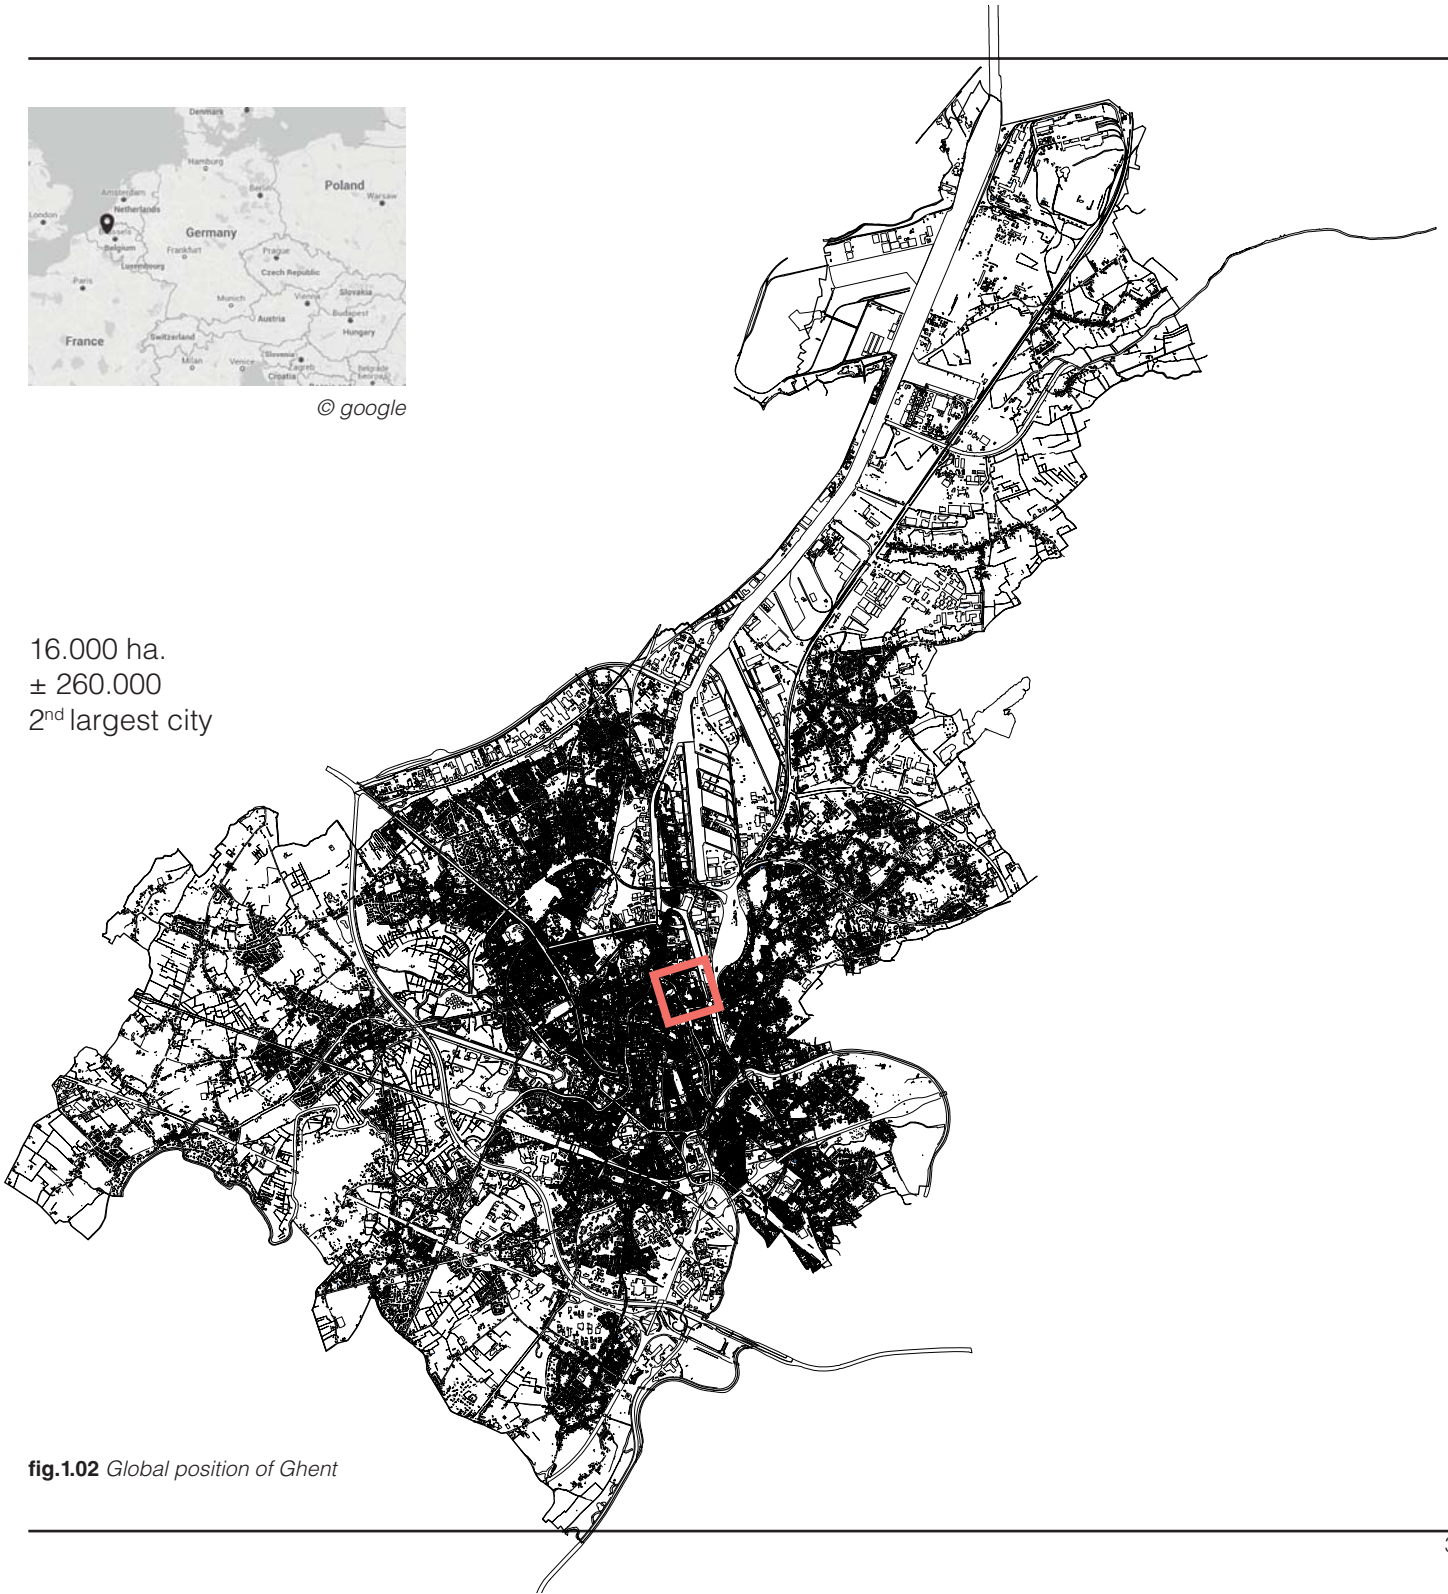 Denmark
Hamburg
Amsterdam
Berlin
Poland
Warsaw
London
Netherlands
Germany
Belgium
Frankfurt
Prague
Luxembourg
Czech Republic
Paris
Munich
Vienna
Slovakia
Austria
Budapest
France
Switzerland
Hungary
Milan
Venice
Slovenia
Zagreb
Croatia
Belgrade
© google
16.000 ha.
± 260.000
2nd largest city
fig.1.02 Global position of Ghent